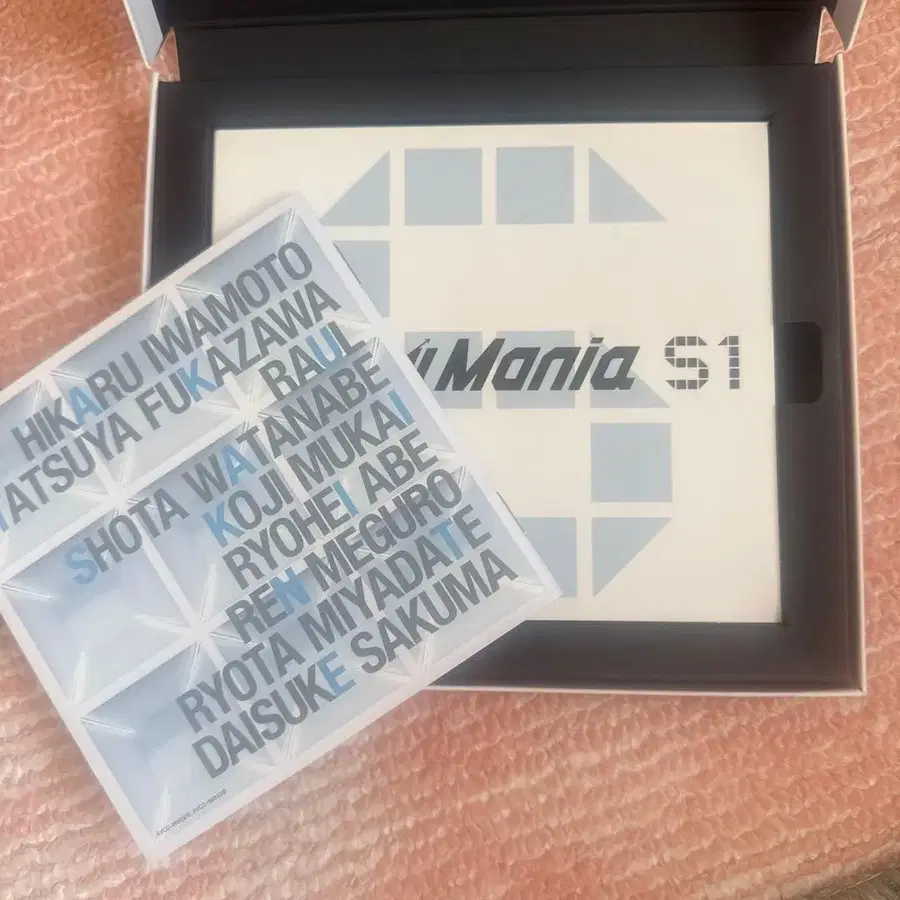 Mania S1
HIKARU IWAMOTO
TATSUYA FUKAZAWA
RAUL
SHOTA WATANABE
KOJI MUKAI
RYOHEI ABE
REN MEGURO
RYOTA MIYADATE
DAISUKE SAKUMA